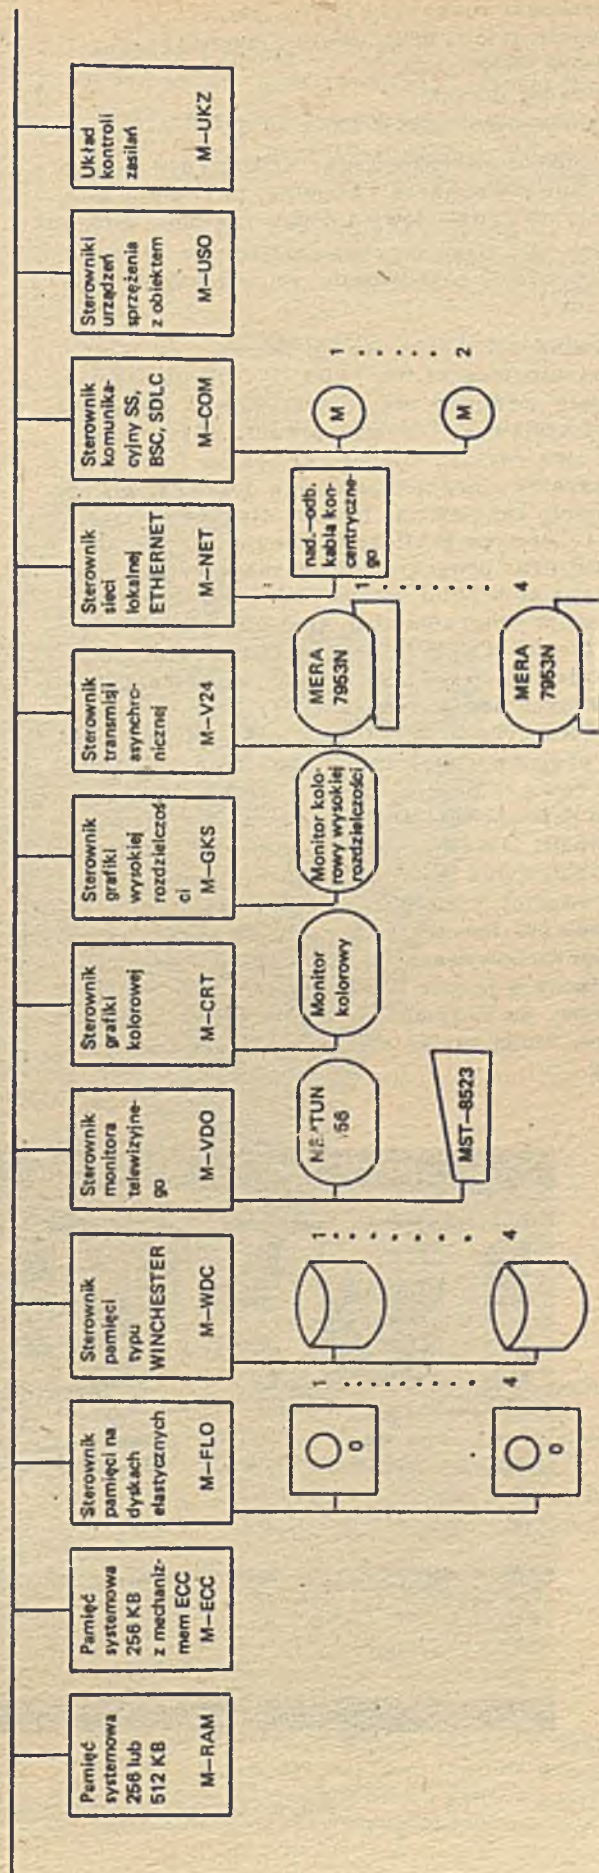 Pamięć
systemowa
256 lub
512 KB
M–RAM
Pamięć
systemowa
256 KB
z mechaniz-
mem ECC
M–ECC
Sterownik
pamięci na
dyskach
elastycznych
M–FLO
1
4
0
0
Sterownik
pamięci
typu
WINCHESTER
M–WDC
1
4
Sterownik
monitora
telewizyjne-
go
M–VDO
NEPTUN
156
MST–8523
Sterownik
grafiki
kolorowej
M–CRT
Monitor
kolorowy
Sterownik
grafiki
wysokiej
rozdzielczoś-
ci
M–GKS
Monitor kolo-
rowy wysokiej
rozdzielczości
Sterownik
transmisji
asynchro-
nicznej
M–V24
MERA
7953N
1
4
MERA
7953N
Sterownik
sieci
lokalnej
ETHERNET
M–NET
nad.–odb.
kabla kon-
centryczne-
go
Sterownik
komunika-
cyjny SS,
BSC, SDLC
M–COM
M
1
M
2
Sterowniki
urządzeń
sprzężenia
z obiektem
M–USO
Układ
kontroli
zasilań
M–UKZ